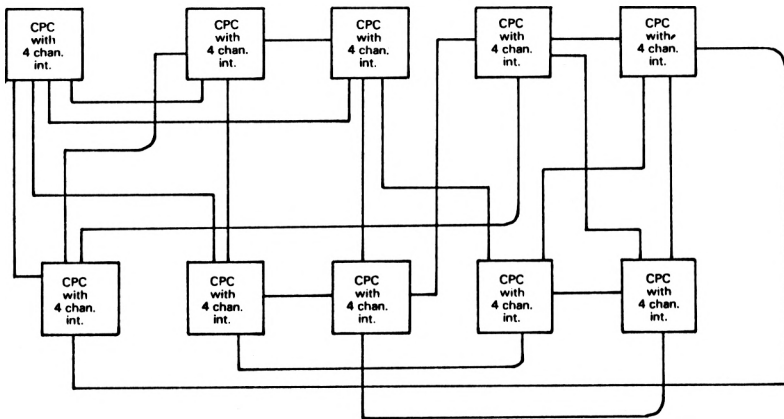 CPC
with
4 chan.
int.
CPC
with
4 chan.
int.
CPC
with
4 chan.
int.
CPC
with
4 chan.
int.
CPC
with
4 chan.
int.
CPC
with
4 chan.
int.
CPC
with
4 chan.
int.
CPC
with
4 chan.
int.
CPC
with
4 chan.
int.
CPC
with
4 chan.
int.